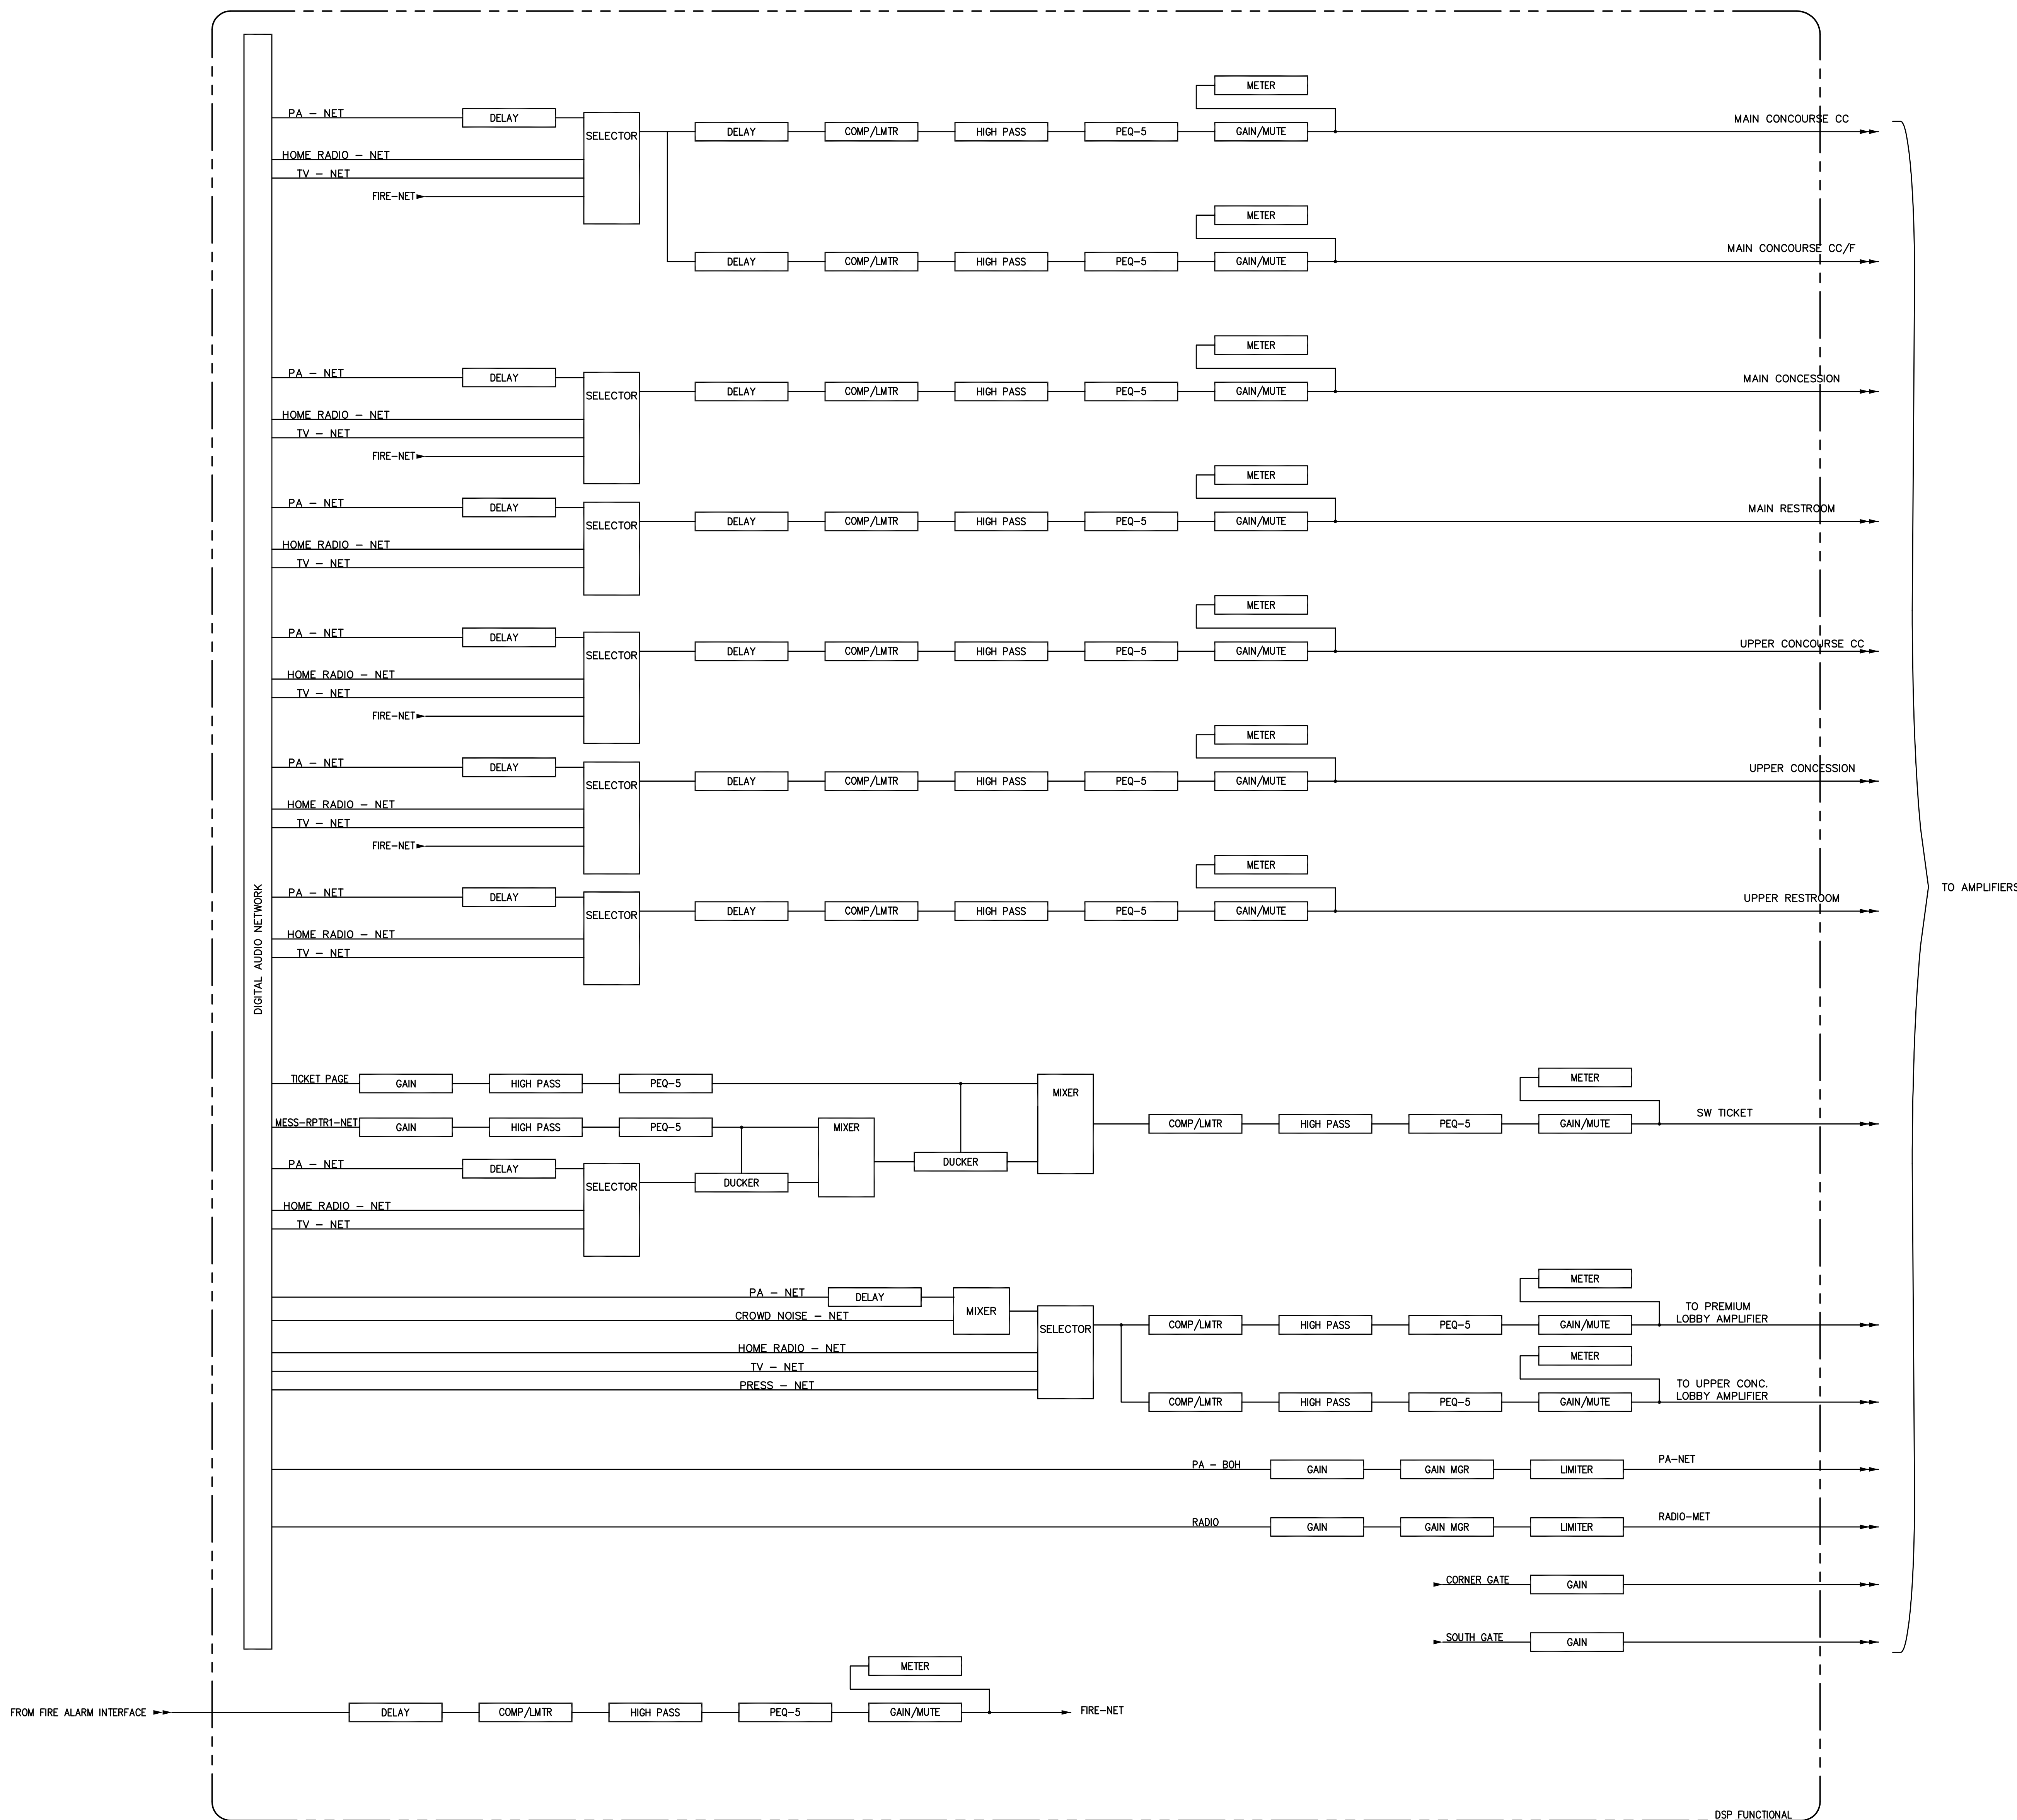 METER
PA – NET
DELAY
SELECTOR
DELAY
COMP/LMTR
HIGH PASS
PEQ–5
GAIN/MUTE
MAIN CONCOURSE CC
HOME RADIO – NET
TV – NET
FIRE–NET
METER
DELAY
COMP/LMTR
HIGH PASS
PEQ–5
GAIN/MUTE
MAIN CONCOURSE CC/F
METER
PA – NET
DELAY
SELECTOR
DELAY
COMP/LMTR
HIGH PASS
PEQ–5
GAIN/MUTE
MAIN CONCESSION
HOME RADIO – NET
TV – NET
FIRE–NET
METER
PA – NET
DELAY
SELECTOR
DELAY
COMP/LMTR
HIGH PASS
PEQ–5
GAIN/MUTE
MAIN RESTROOM
HOME RADIO – NET
TV – NET
METER
PA – NET
DELAY
SELECTOR
DELAY
COMP/LMTR
HIGH PASS
PEQ–5
GAIN/MUTE
UPPER CONCOURSE CC
HOME RADIO – NET
TV – NET
FIRE–NET
METER
PA – NET
DELAY
SELECTOR
DELAY
COMP/LMTR
HIGH PASS
PEQ–5
GAIN/MUTE
UPPER CONCESSION
HOME RADIO – NET
TV – NET
FIRE–NET
METER
PA – NET
DELAY
SELECTOR
DELAY
COMP/LMTR
HIGH PASS
PEQ–5
GAIN/MUTE
UPPER RESTROOM
HOME RADIO – NET
TV – NET
DIGITAL AUDIO NETWORK
TO AMPLIFIERS
TICKET PAGE
GAIN
HIGH PASS
PEQ–5
MIXER
METER
MESS–RPTR1–NET
GAIN
HIGH PASS
PEQ–5
MIXER
COMP/LMTR
HIGH PASS
PEQ–5
GAIN/MUTE
SW TICKET
PA – NET
DELAY
SELECTOR
DUCKER
DUCKER
HOME RADIO – NET
TV – NET
METER
PA – NET
DELAY
MIXER
CROWD NOISE – NET
SELECTOR
COMP/LMTR
HIGH PASS
PEQ–5
GAIN/MUTE
TO PREMIUM
LOBBY AMPLIFIER
HOME RADIO – NET
TV – NET
PRESS – NET
METER
COMP/LMTR
HIGH PASS
PEQ–5
GAIN/MUTE
TO UPPER CONC.
LOBBY AMPLIFIER
PA – BOH
GAIN
GAIN MGR
LIMITER
PA–NET
RADIO
GAIN
GAIN MGR
LIMITER
RADIO–MET
CORNER GATE
GAIN
SOUTH GATE
GAIN
METER
FROM FIRE ALARM INTERFACE
DELAY
COMP/LMTR
HIGH PASS
PEQ–5
GAIN/MUTE
FIRE–NET
DSP FUNCTIONAL